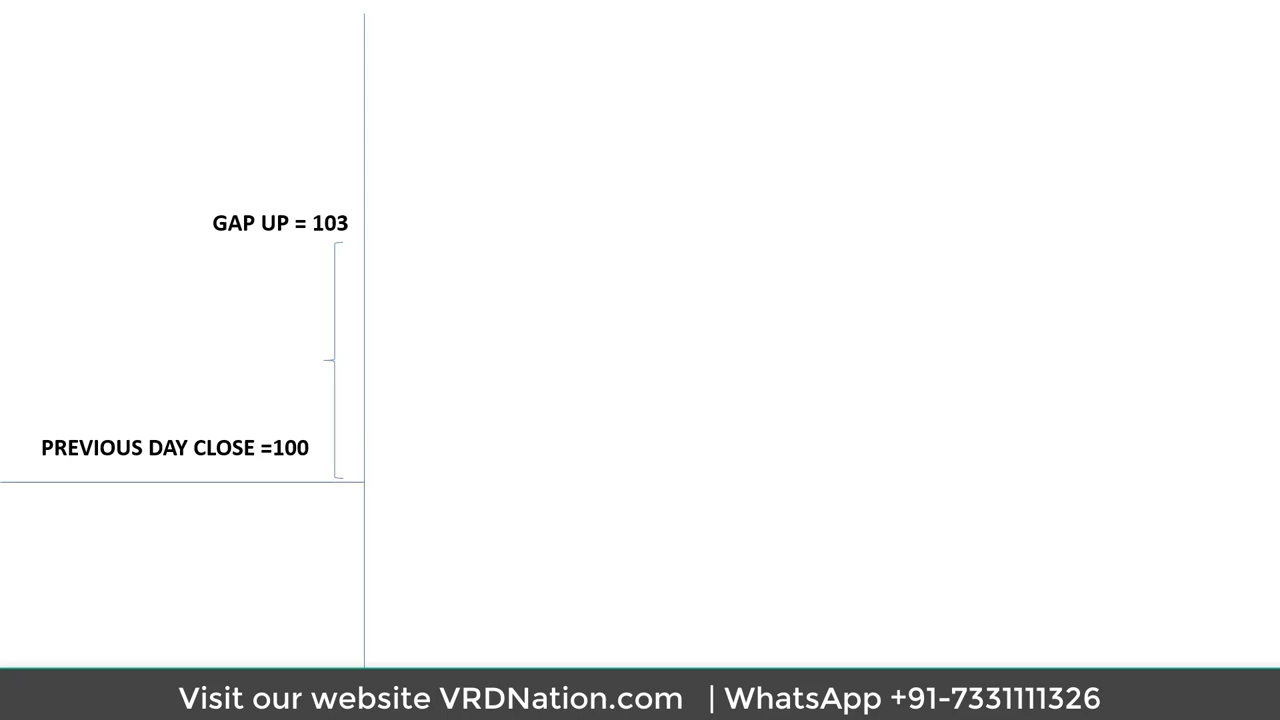 GAP UP = 103
PREVIOUS DAY CLOSE =100
Visit our website VRDNation.com | WhatsApp +91-7331111326